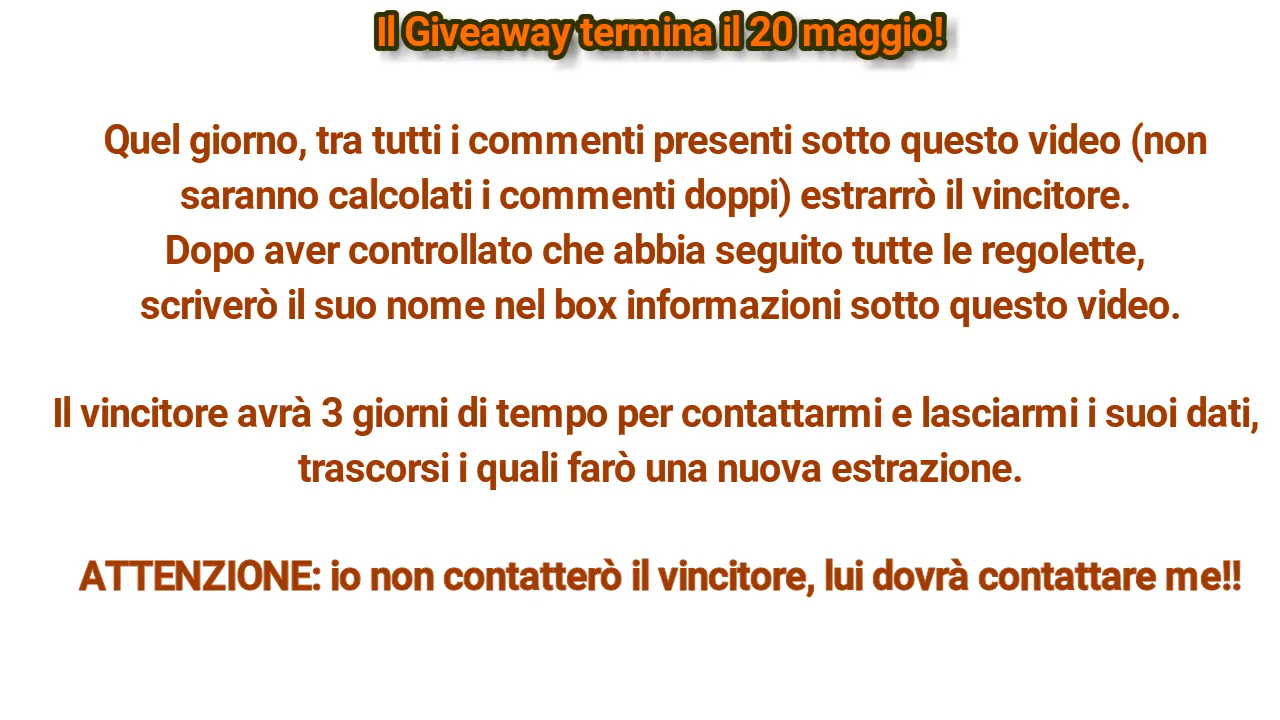 Il Giveaway termina il 20 maggio!
Quel giorno, tra tutti i commenti presenti sotto questo video (non
saranno calcolati i commenti doppi) estrarrò il vincitore.
Dopo aver controllato che abbia seguito tutte le regolette,
scriverò il suo nome nel box informazioni sotto questo video.
Il vincitore avrà 3 giorni di tempo per contattarmi e lasciarmi i suoi dati,
trascorsi i quali farò una nuova estrazione.
ATTENZIONE: io non contatterò il vincitore, lui dovrà contattare me!!